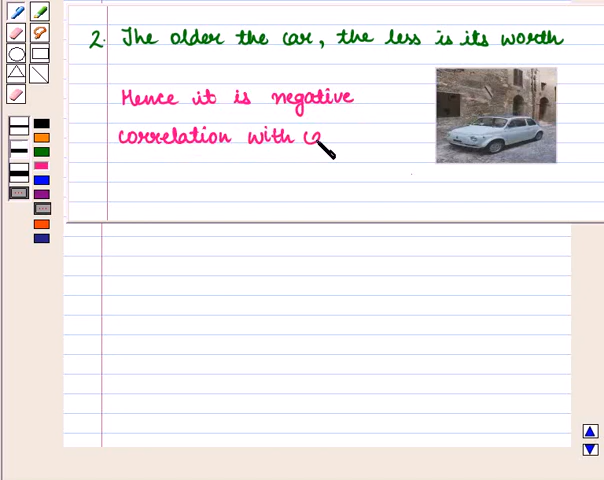 2. The older the car, the less is its worth
Hence it is negative
correlation with